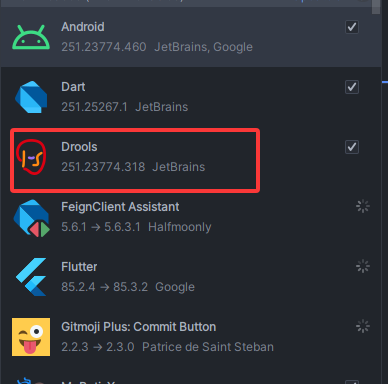 Android
251.23774.460 JetBrains, Google
Dart
251.25267.1 JetBrains
Drools
251.23774.318 JetBrains
FeignClient Assistant
5.6.1 → 5.6.3.1 Halfmoonly
Flutter
85.2.4 → 85.3.2 Google
Gitmoji Plus: Commit Button
2.2.3 → 2.3.0 Patrice de Saint Steban